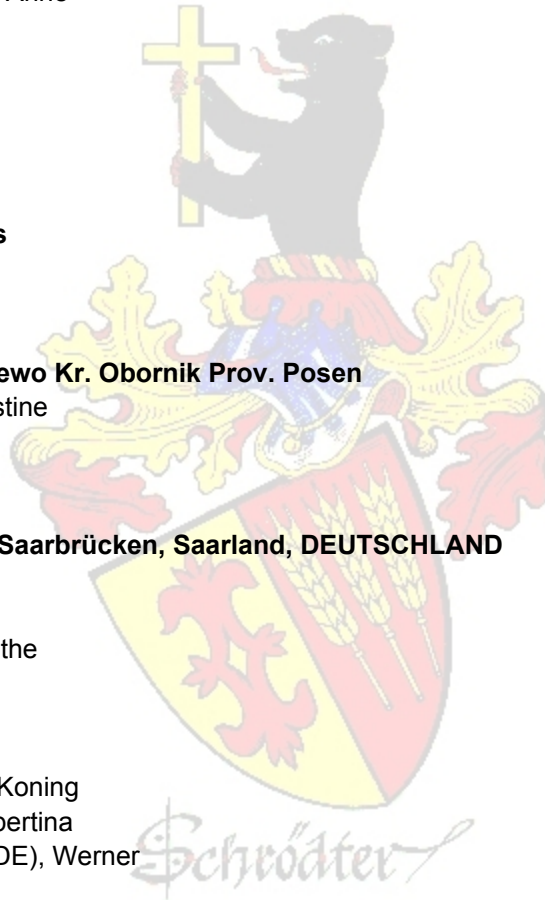 s
ewo Kr. Obornik Prov. Posen
stine
Saarbrücken, Saarland, DEUTSCHLAND
the
Koning
pertina
DE), Werner
Schrödter